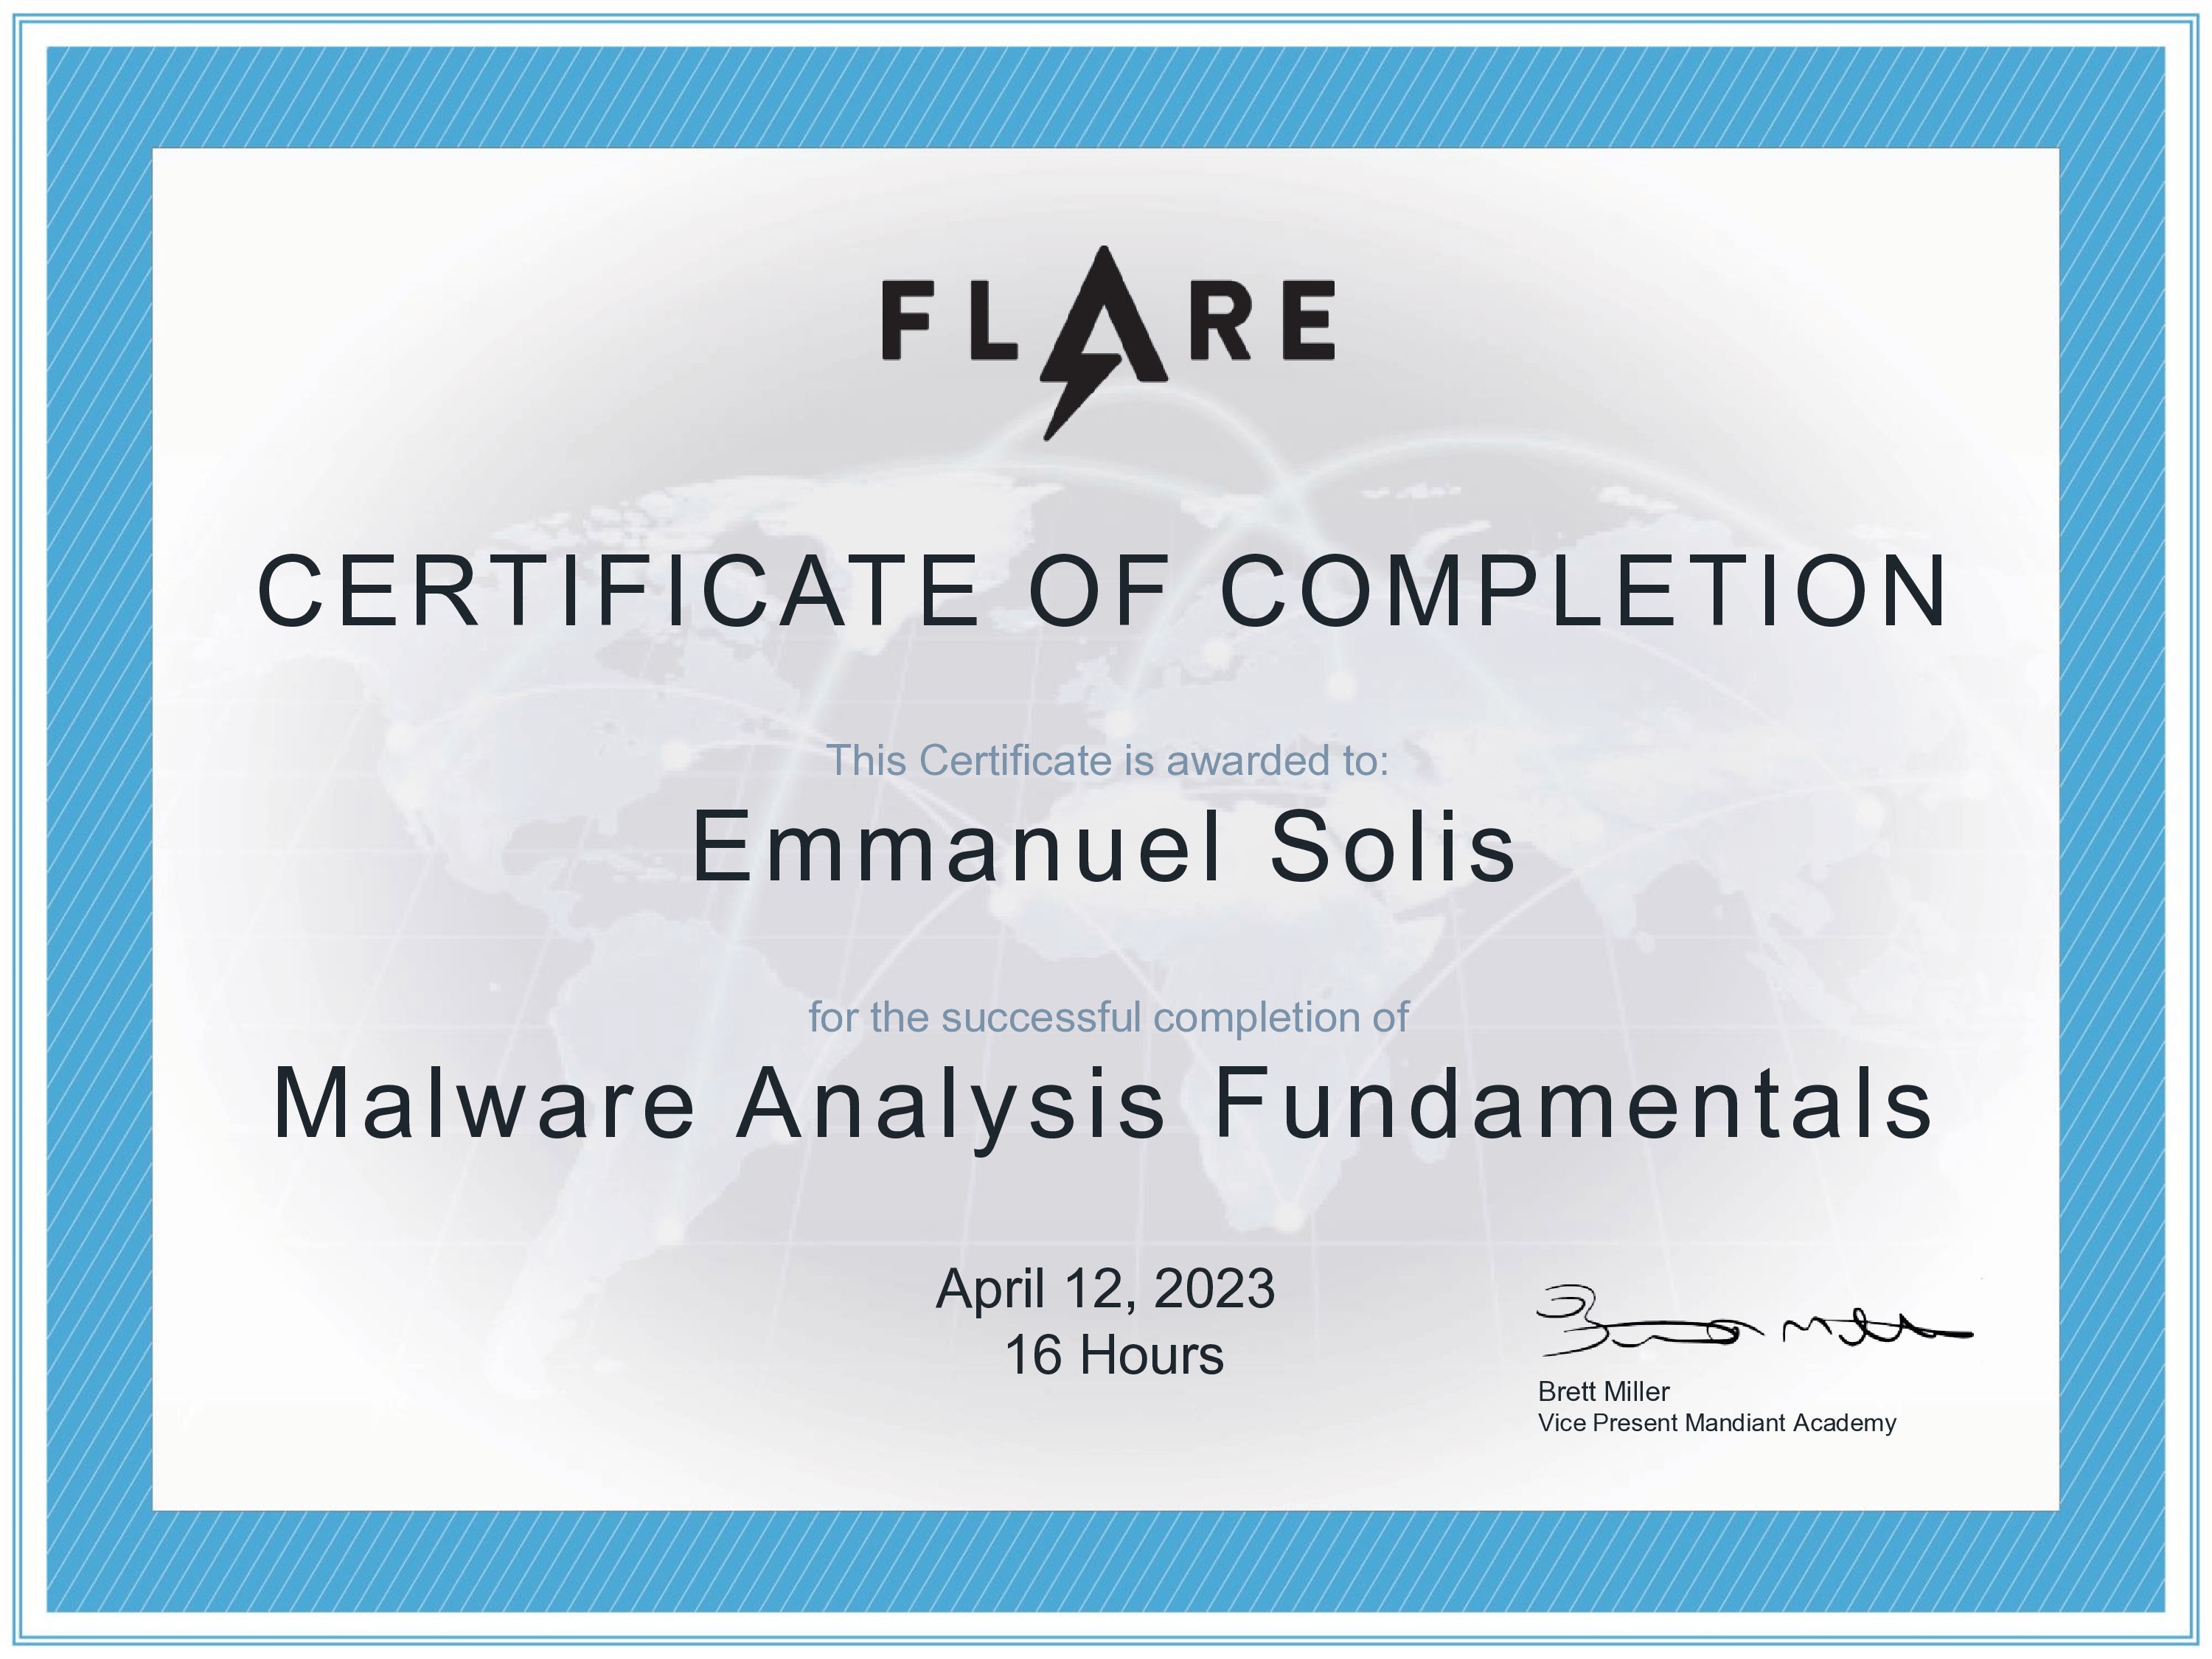 FLARE
CERTIFICATE OF COMPLETION
This Certificate is awarded to:
Emmanuel Solis
for the successful completion of
Malware Analysis Fundamentals
April 12, 2023
16 Hours
Brett Miller
Vice Present Mandiant Academy